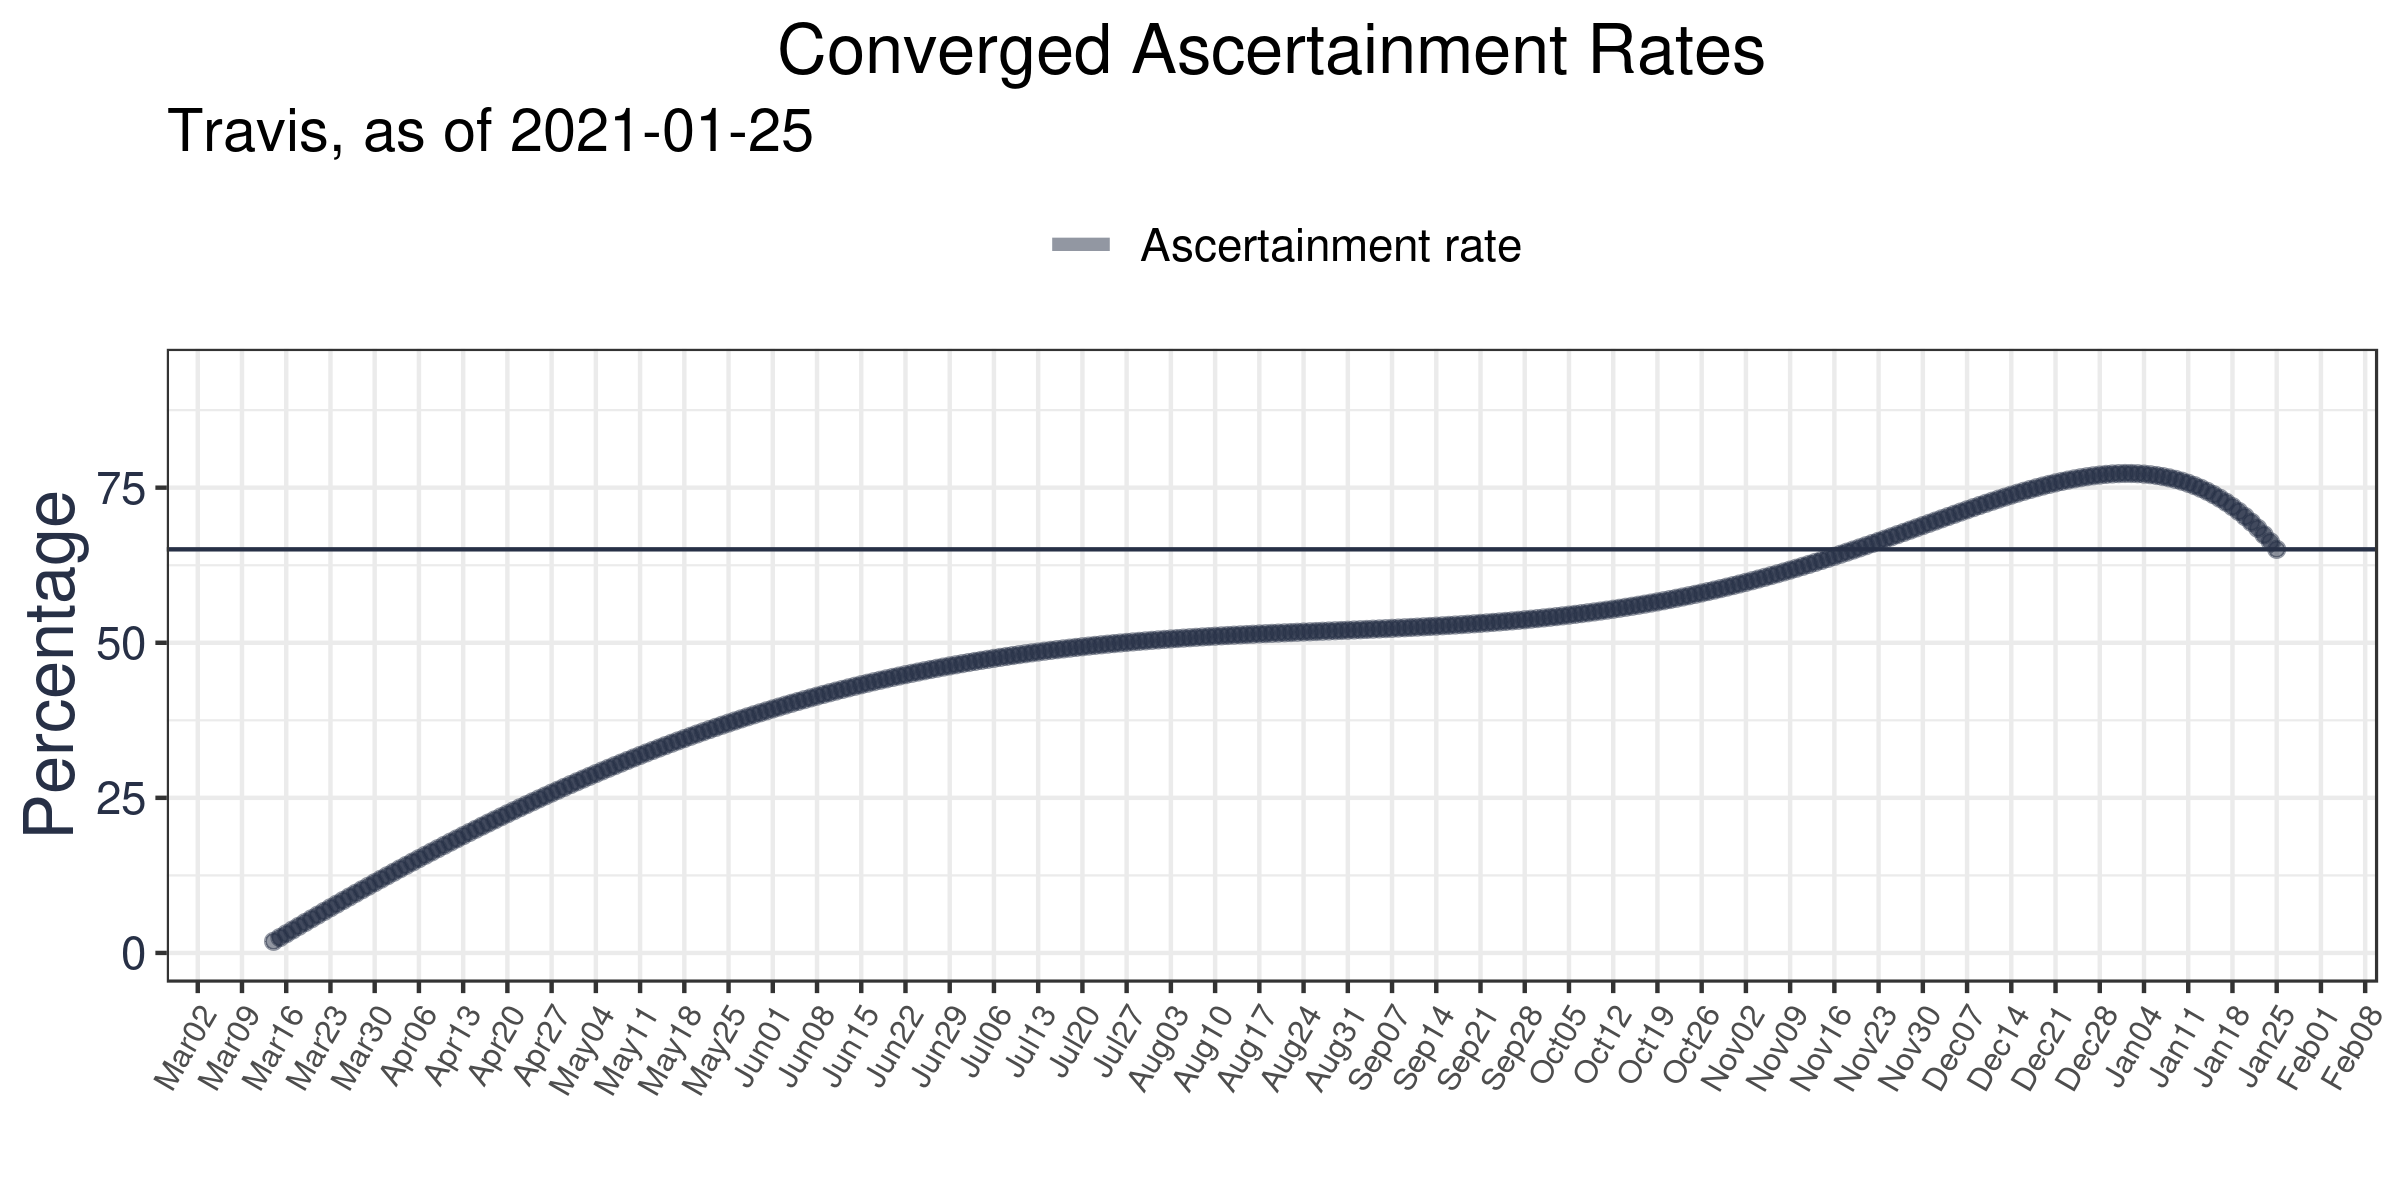 Converged Ascertainment Rates
Travis, as of 2021-01-25
Ascertainment rate
Percentage
75
50
25
0
Mar02 Mar09 Mar16 Mar23 Mar30 Apr06 Apr13 Apr20 Apr27 May04 May11 May18 May25 Jun01 Jun08 Jun15 Jun22 Jun29 Jul06 Jul13 Jul20 Jul27 Aug03 Aug10 Aug17 Aug24 Aug31 Sep07 Sep14 Sep21 Sep28 Oct05 Oct12 Oct19 Oct26 Nov02 Nov09 Nov16 Nov23 Nov30 Dec07 Dec14 Dec21 Dec28 Jan04 Jan11 Jan18 Jan25 Feb01 Feb08